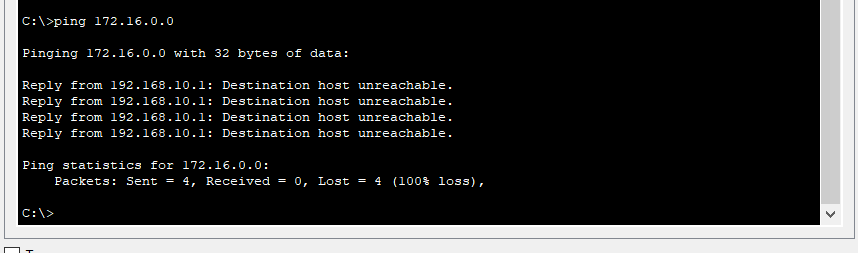 C:\>ping 172.16.0.0
Pinging 172.16.0.0 with 32 bytes of data:
Reply from 192.168.10.1: Destination host unreachable.
Reply from 192.168.10.1: Destination host unreachable.
Reply from 192.168.10.1: Destination host unreachable.
Reply from 192.168.10.1: Destination host unreachable.
Ping statistics for 172.16.0.0:
Packets: Sent = 4, Received = 0, Lost = 4 (100% loss),
C:\>